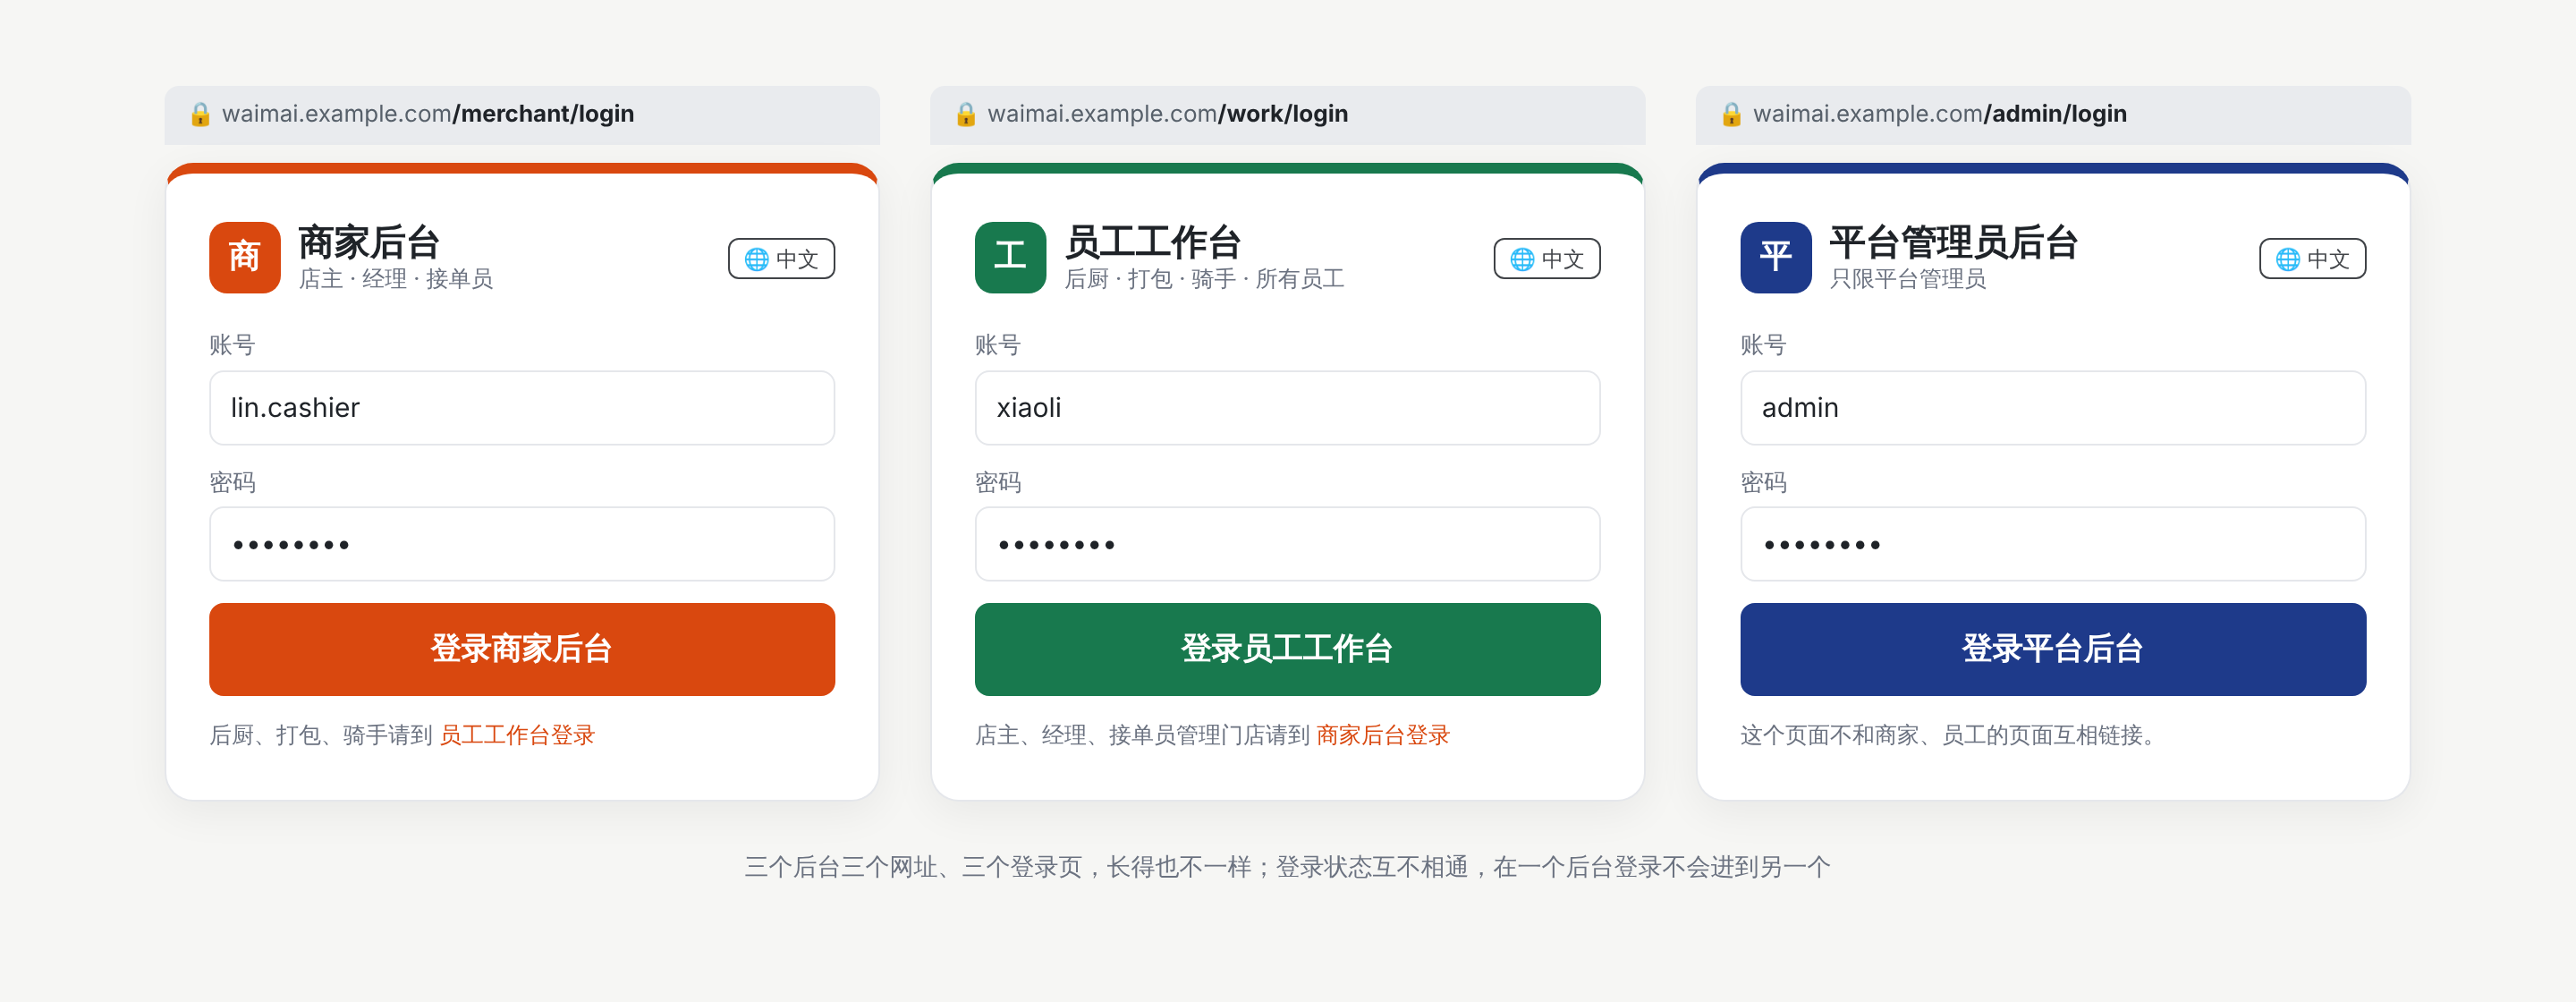 🔒 waimai.example.com/merchant/login
商
商家后台
店主 · 经理 · 接单员
🌐 中文
账号
lin.cashier
密码
••••••••
登录商家后台
后厨、打包、骑手请到 员工工作台登录
🔒 waimai.example.com/work/login
工
员工工作台
后厨 · 打包 · 骑手 · 所有员工
🌐 中文
账号
xiaoli
密码
••••••••
登录员工工作台
店主、经理、接单员管理门店请到 商家后台登录
🔒 waimai.example.com/admin/login
平
平台管理员后台
只限平台管理员
🌐 中文
账号
admin
密码
••••••••
登录平台后台
这个页面不和商家、员工的页面互相链接。
三个后台三个网址、三个登录页，长得也不一样；登录状态互不相通，在一个后台登录不会进到另一个